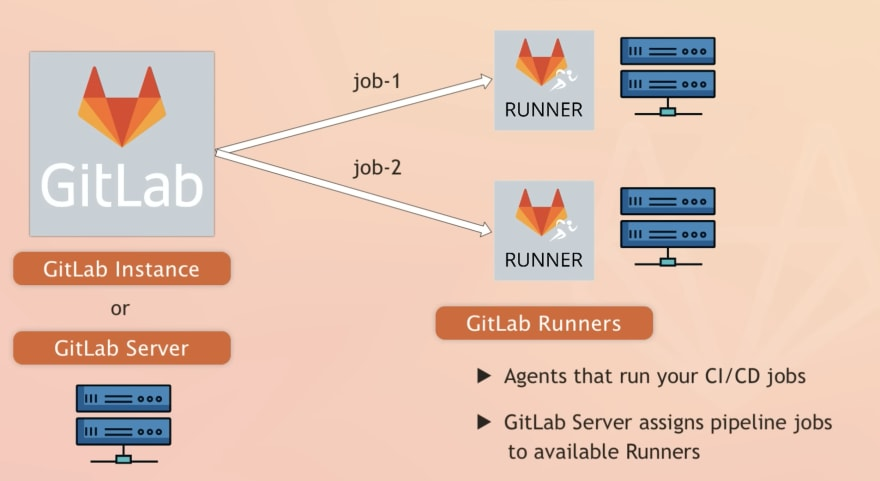 GitLab
GitLab Instance
or
GitLab Server
job-1
job-2
RUNNER
RUNNER
GitLab Runners
▶ Agents that run your CI/CD jobs
▶ GitLab Server assigns pipeline jobs
to available Runners